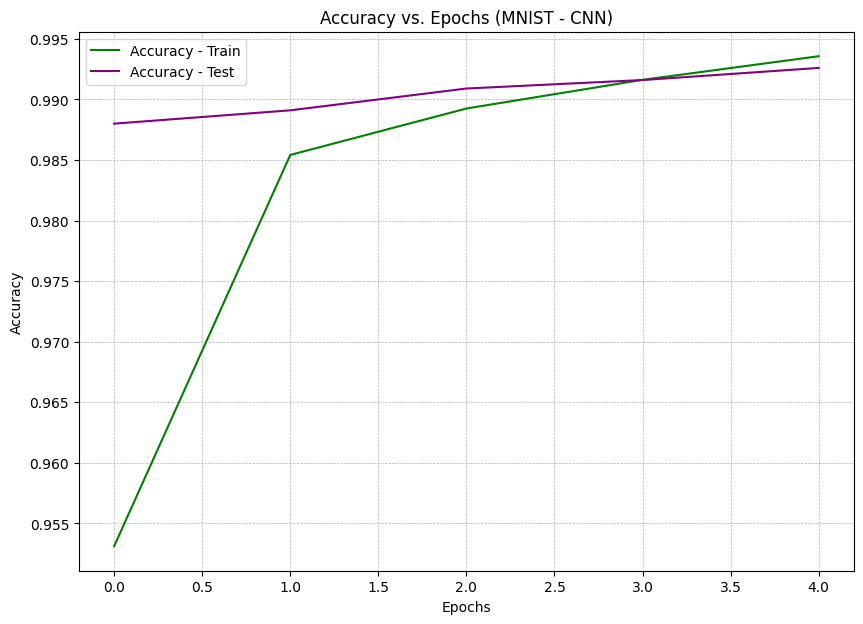 Accuracy vs. Epochs (MNIST - CNN)
Accuracy - Train
Accuracy - Test
Accuracy
0.995
0.990
0.985
0.980
0.975
0.970
0.965
0.960
0.955
0.0 0.5 1.0 1.5 2.0 2.5 3.0 3.5 4.0
Epochs